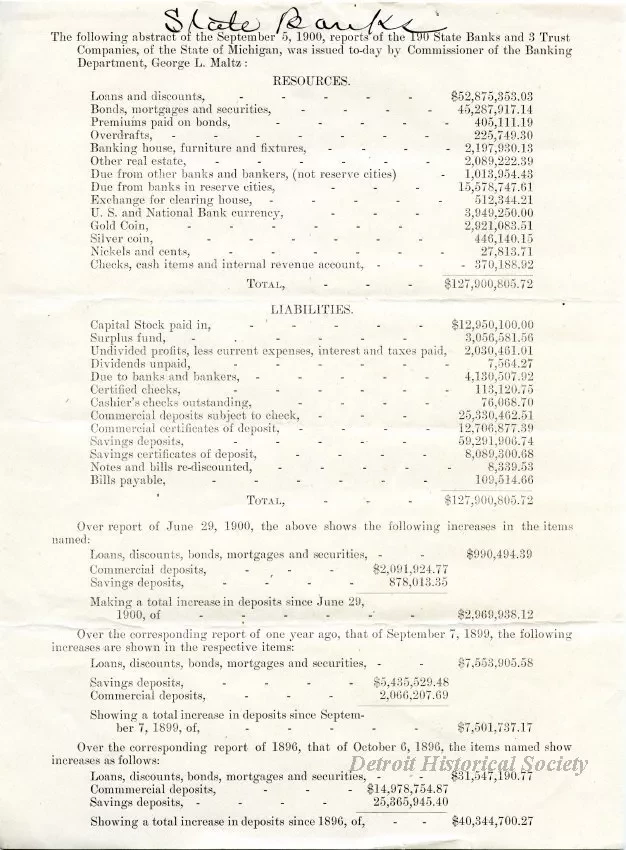 State Banks
The following abstract of the September 5, 1900, reports of the 190 State Banks and 3 Trust
Companies, of the State of Michigan, was issued to-day by Commissioner of the Banking
Department, George L. Maltz:
RESOURCES.
Loans and discounts, - - - - - $52,875,353.03
Bonds, mortgages and securities, - - - - 45,287,917.14
Premiums paid on bonds, - - - - - 405,111.19
Overdrafts, - - - - - - - 225,749.30
Banking house, furniture and fixtures, - - - - 2,197,930.13
Other real estate, - - - - - - 2,089,222.39
Due from other banks and bankers, (not reserve cities) - 1,013,954.43
Due from banks in reserve cities, - - - 15,578,747.61
Exchange for clearing house, - - - - - 512,344.21
U. S. and National Bank currency, - - - 3,949,250.00
Gold Coin, - - - - - - 2,921,083.51
Silver coin, - - - - - - 446,140.15
Nickels and cents, - - - - - - 27,813.71
Checks, cash items and internal revenue account, - - - 370,188.92
TOTAL, - - - $127,900,805.72
LIABILITIES.
Capital Stock paid in, - - - - - $12,950,100.00
Surplus fund, - - - - - - 3,056,581.56
Undivided profits, less current expenses, interest and taxes paid, 2,030,461.01
Dividends unpaid, - - - - - - 7,564.27
Due to banks and bankers, - - - - - 4,130,507.92
Certified checks, - - - - - 113,120.75
Cashier's checks outstanding, - - - - 76,068.70
Commercial deposits subject to check, - - - - 25,330,462.51
Commercial certificates of deposit, - - - - 12,706,877.39
Savings deposits, - - - - - 59,291,906.74
Savings certificates of deposit, - - - - 8,089,300.68
Notes and bills re-discounted, - - - - - 8,339.53
Bills payable, - - - - - - 109,514.66
TOTAL, - - - $127,900,805.72
Over report of June 29, 1900, the above shows the following increases in the items
named:
Loans, discounts, bonds, mortgages and securities, - - $990,494.39
Commercial deposits, - - - $2,091,924.77
Savings deposits, - - - - 878,013.35
Making a total increase in deposits since June 29,
1900, of - - - - - - $2,969,938.12
Over the corresponding report of one year ago, that of September 7, 1899, the following
increases are shown in the respective items:
Loans, discounts, bonds, mortgages and securities, - - $7,553,905.58
Savings deposits, - - - - $5,435,529.48
Commercial deposits, - - - 2,066,207.69
Showing a total increase in deposits since Septem-
ber 7, 1899, of, - - - - - $7,501,737.17
Over the corresponding report of 1896, that of October 6, 1896, the items named show
increases as follows:
Detroit Historical Society
Loans, discounts, bonds, mortgages and securities, - - $31,547,190.77
Commmercial deposits, - - - $14,978,754.87
Savings deposits, - - - - 25,365,945.40
Showing a total increase in deposits since 1896, of, - - $40,344,700.27